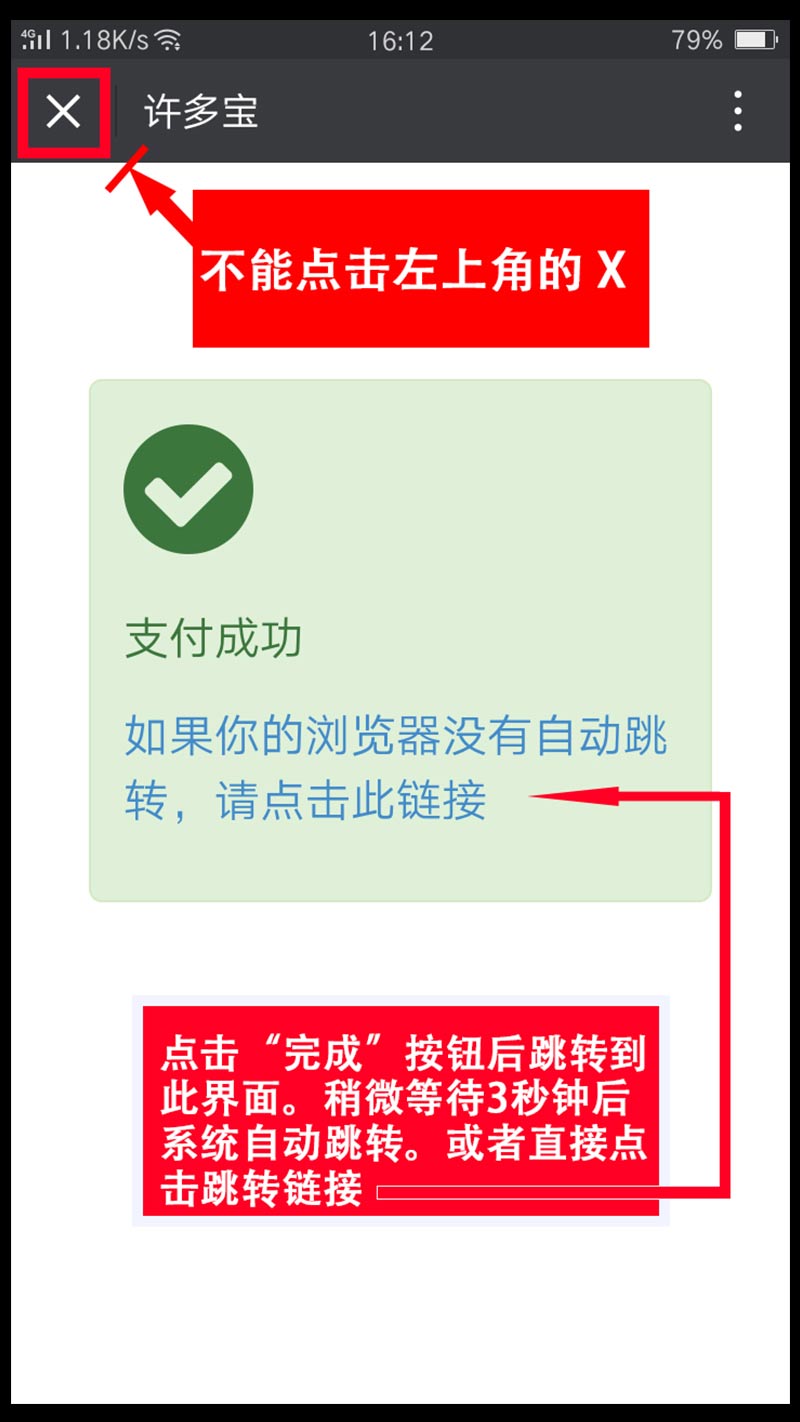 4G 1.18K/s 16:12 79%
许多宝
不能点击左上角的 X
支付成功
如果你的浏览器没有自动跳
转，请点击此链接
点击“完成”按钮后跳转到
此界面。稍微等待3秒钟后
系统自动跳转。或者直接点
击跳转链接